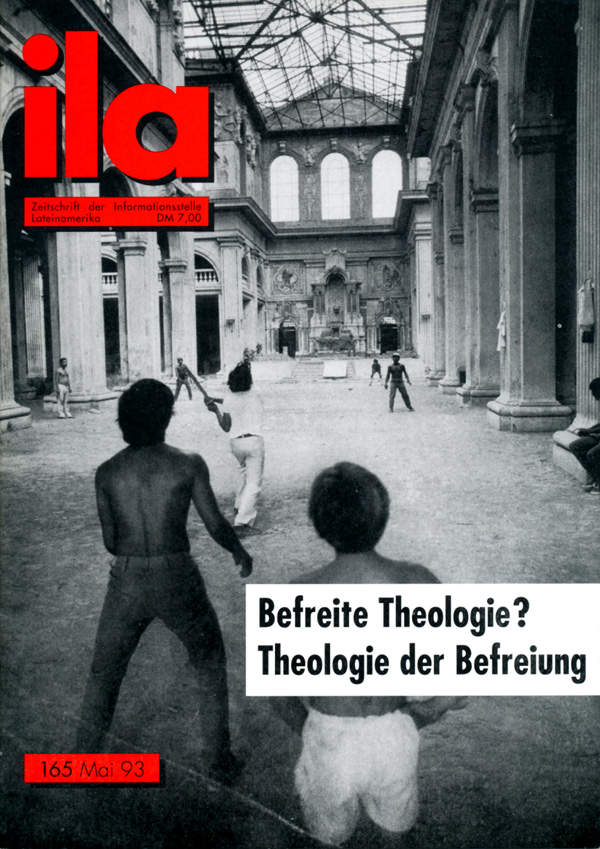 ila
Zeitschrift der Informationsstelle
Lateinamerika DM 7,00
Befreite Theologie?
Theologie der Befreiung
165 Mai 93